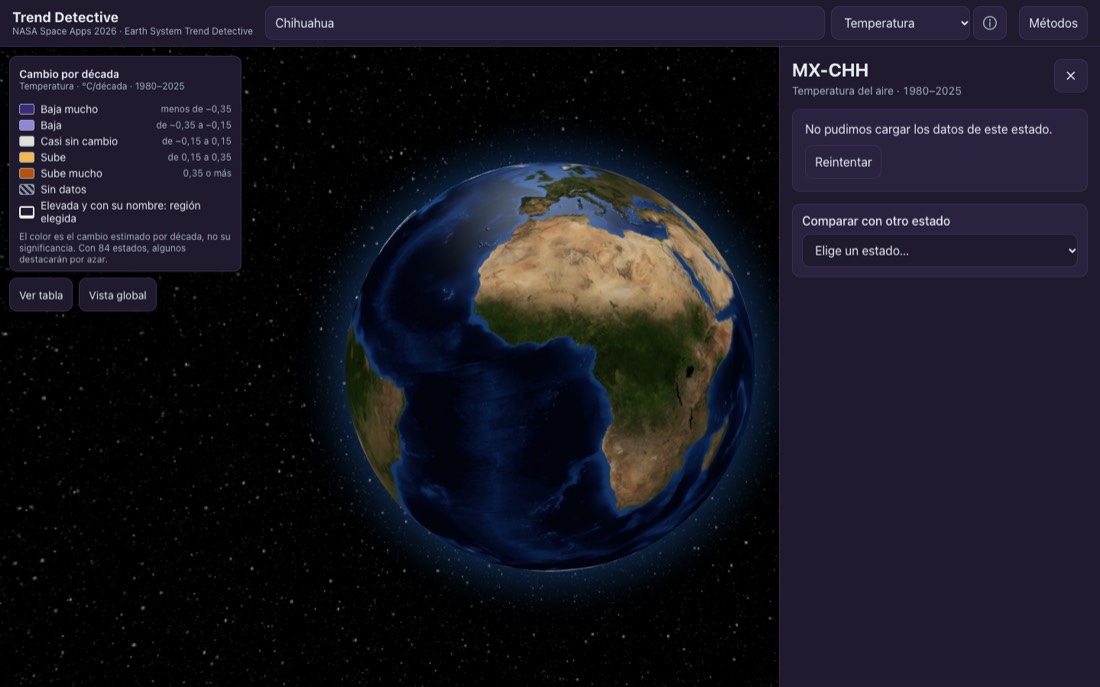 Trend Detective
NASA Space Apps 2026 · Earth System Trend Detective
Chihuahua
Temperatura
Métodos
Cambio por década
Temperatura · °C/década · 1980–2025
Baja mucho menos de −0,35
Baja de −0,35 a −0,15
Casi sin cambio de −0,15 a 0,15
Sube de 0,15 a 0,35
Sube mucho 0,35 o más
Sin datos
Elevada y con su nombre: región
elegida
El color es el cambio estimado por década, no su
significancia. Con 84 estados, algunos
destacarán por azar.
Ver tabla
Vista global
MX-CHH
Temperatura del aire · 1980–2025
No pudimos cargar los datos de este estado.
Reintentar
Comparar con otro estado
Elige un estado...